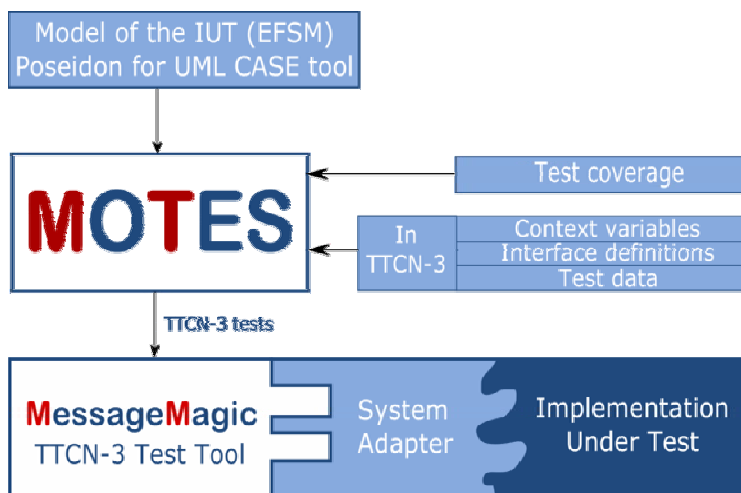 Model of the IUT (EFSM)
Poseidon for UML CASE tool
MOTES
Test coverage
In
TTCN-3
Context variables
Interface definitions
Test data
TTCN-3 tests
MessageMagic
TTCN-3 Test Tool
System
Adapter
Implementation
Under Test